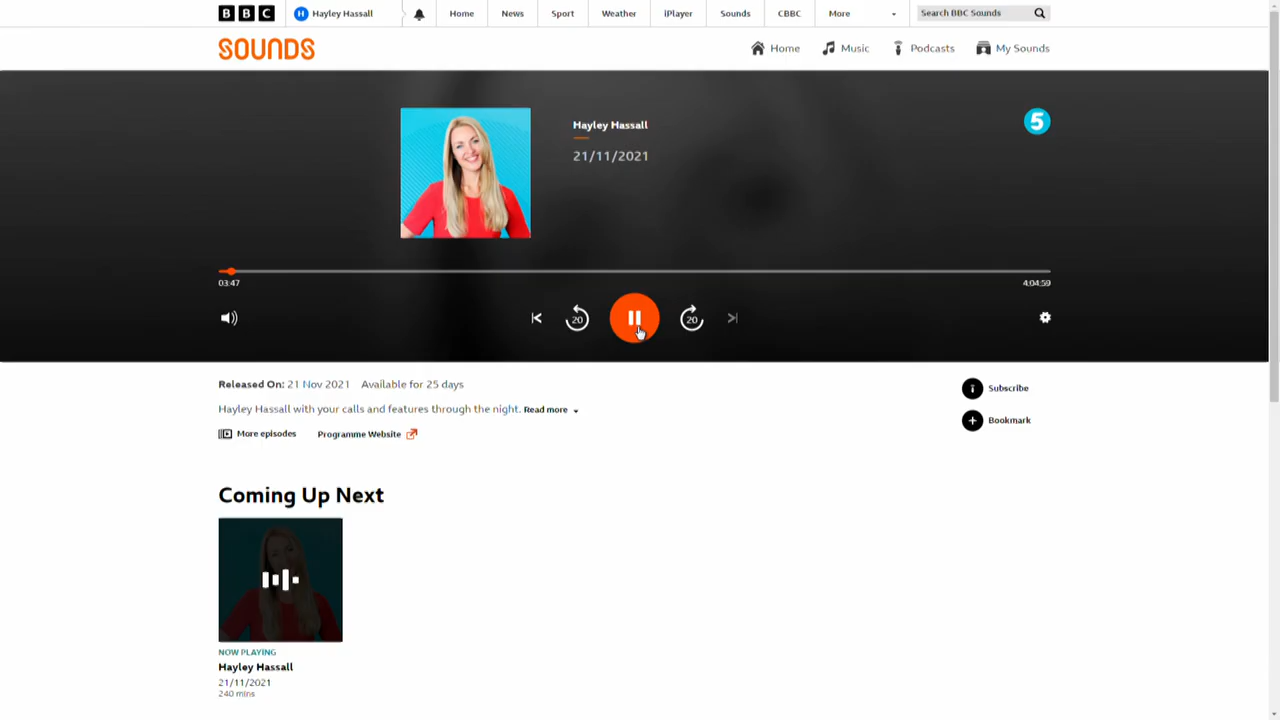 BBC
H Hayley Hassall
Home
News
Sport
Weather
iPlayer
Sounds
CBBC
More
Search BBC Sounds
SOUNDS
Home
Music
Podcasts
My Sounds
Hayley Hassall
5
21/11/2021
03:47
4:04:59
20
20
Released On: 21 Nov 2021 Available for 25 days
Subscribe
Hayley Hassall with your calls and features through the night. Read more
Bookmark
More episodes
Programme Website
Coming Up Next
NOW PLAYING
Hayley Hassall
21/11/2021
240 mins